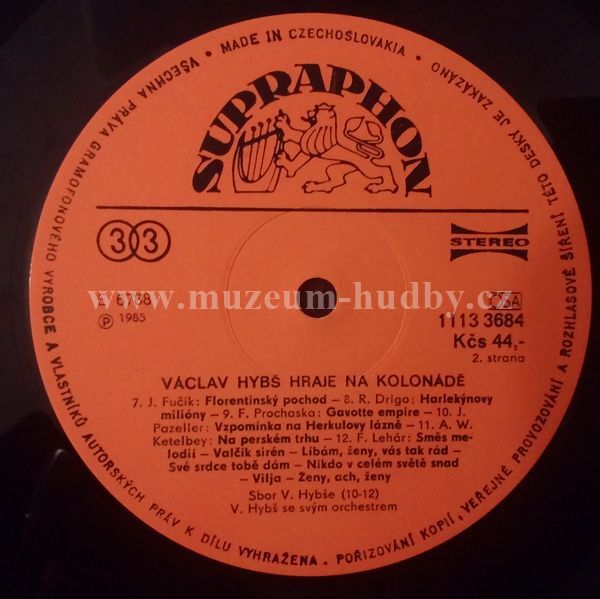 VŠECHNA PRÁVA GRAMOFONOVÉHO VÝROBCE A VLASTNÍKŮ AUTORSKÝCH PRÁV K DÍLU VYHRAŽENA. POŘIZOVÁNÍ KOPIÍ, VEŘEJNÉ PROVOZOVÁNÍ A ROZHLASOVÉ ŠÍŘENÍ TÉTO DESKY JE ZAKÁZÁNO • MADE IN CZECHOSLOVAKIA •
SUPRAPHON
33
STEREO
6788
www.muzeum-hudby.cz
OSA
Ⓟ 1985
1113 3684
Kčs 44,-
2. strana
VÁCLAV HYBŠ HRAJE NA KOLONÁDĚ
7. J. Fučík: Florentinský pochod – 8. R. Drigo: Harlekýnovy
milióny – 9. F. Prochaska: Gavotte empire – 10. J.
Pazeller: Vzpomínka na Herkulovy lázně – 11. A. W.
Ketelbey: Na perském trhu – 12. F. Lehár: Směs me-
lodií – Valčík sirén – Líbám, ženy, vás tak rád –
Své srdce tobě dám – Nikdo v celém světě snad
– Vilja – Ženy, ach, ženy
Sbor V. Hybše (10-12)
V. Hybš se svým orchestrem